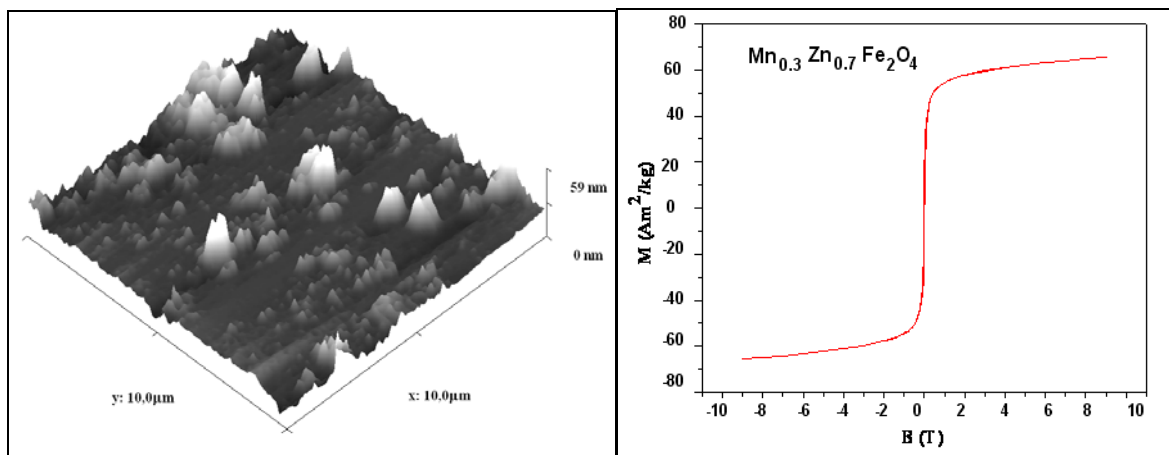 59 nm
0 nm
y: 10,0µm
x: 10,0µm
Mn0.3 Zn0.7 Fe2O4
M (Am2/kg)
80
60
40
20
0
-20
-40
-60
-80
-10 -8 -6 -4 -2 0 2 4 6 8 10
B (T)